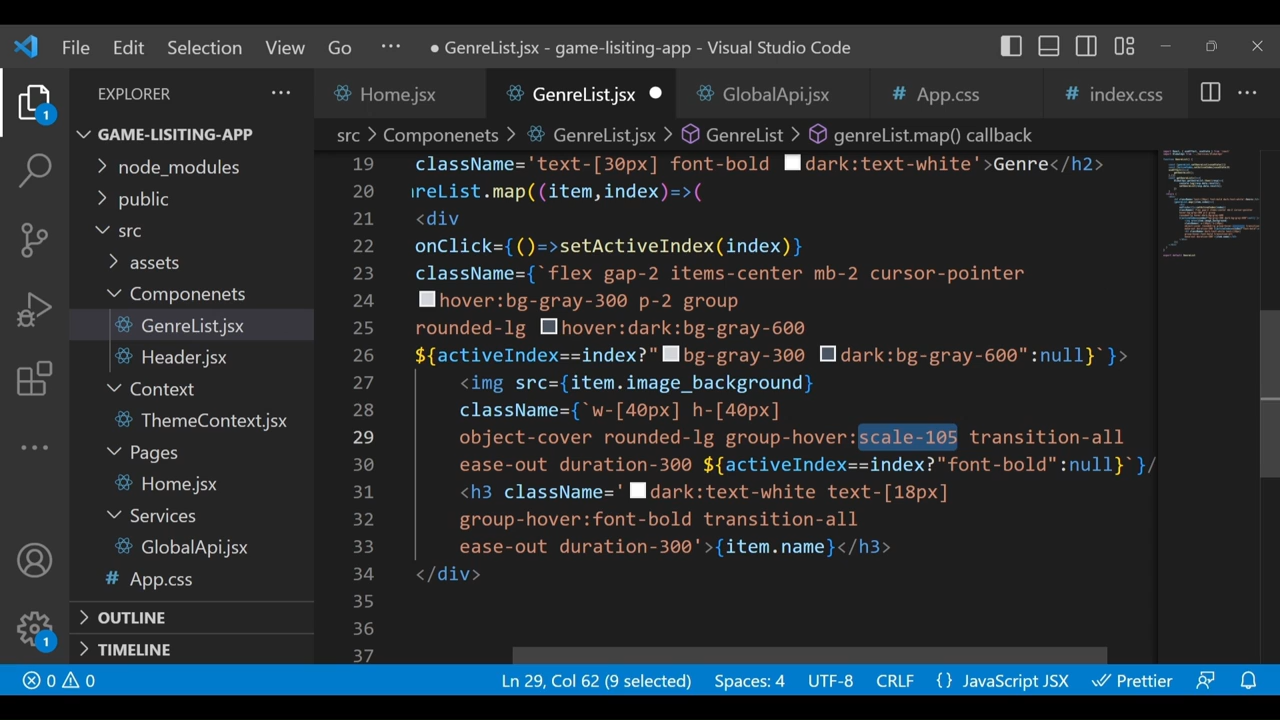 File Edit Selection View Go ··· ● GenreList.jsx - game-lisiting-app - Visual Studio Code
EXPLORER ···
Home.jsx GenreList.jsx GlobalApi.jsx # App.css # index.css ···
src > Componenets > GenreList.jsx > GenreList > genreList.map() callback
1
GAME-LISITING-APP
node_modules
public
src
assets
Componenets
GenreList.jsx
Header.jsx
Context
ThemeContext.jsx
Pages
Home.jsx
Services
GlobalApi.jsx
# App.css
OUTLINE
TIMELINE
1
19 className='text-[30px] font-bold dark:text-white'>Genre</h2>
20 reList.map((item,index)=>(
21 <div
22 onClick={()=>setActiveIndex(index)}
23 className={`flex gap-2 items-center mb-2 cursor-pointer
24 hover:bg-gray-300 p-2 group
25 rounded-lg hover:dark:bg-gray-600
26 ${activeIndex==index?"bg-gray-300 dark:bg-gray-600":null}`}>
27 <img src={item.image_background}
28 className={`w-[40px] h-[40px]
29 object-cover rounded-lg group-hover:scale-105 transition-all
30 ease-out duration-300 ${activeIndex==index?"font-bold":null}`}/
31 <h3 className='dark:text-white text-[18px]
32 group-hover:font-bold transition-all
33 ease-out duration-300'>{item.name}</h3>
34 </div>
35
36
37
0 0 Ln 29, Col 62 (9 selected) Spaces: 4 UTF-8 CRLF {} JavaScript JSX Prettier